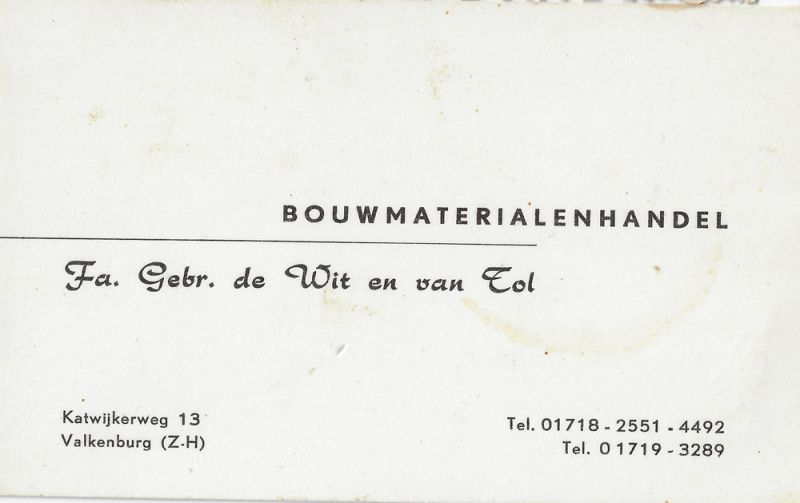 BOUWMATERIALENHANDEL
Fa. Gebr. de Wit en van Tol
Katwijkerweg 13
Valkenburg (Z-H)
Tel. 01718 - 2551 - 4492
Tel. 01719 - 3289